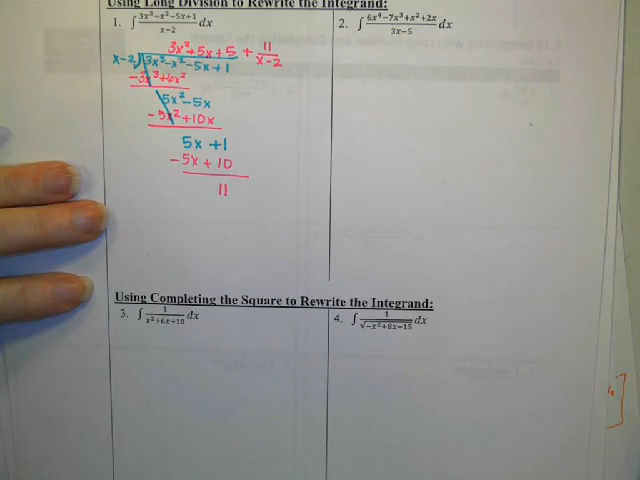 Using Long Division to Rewrite the Integrand:
1. ∫ (3x³−x²−5x+1)/(x−2) dx
3x²+5x+5 + 11/(x-2)
x-2)3x³-x²-5x+1
-3x³+6x²
5x²-5x
-5x²+10x
5x+1
-5x+10
11
2. ∫ (6x⁴−7x³+x²+2x)/(3x−5) dx
Using Completing the Square to Rewrite the Integrand:
3. ∫ 1/(x²+6x+10) dx
4. ∫ 1/√(−x²+8x−15) dx